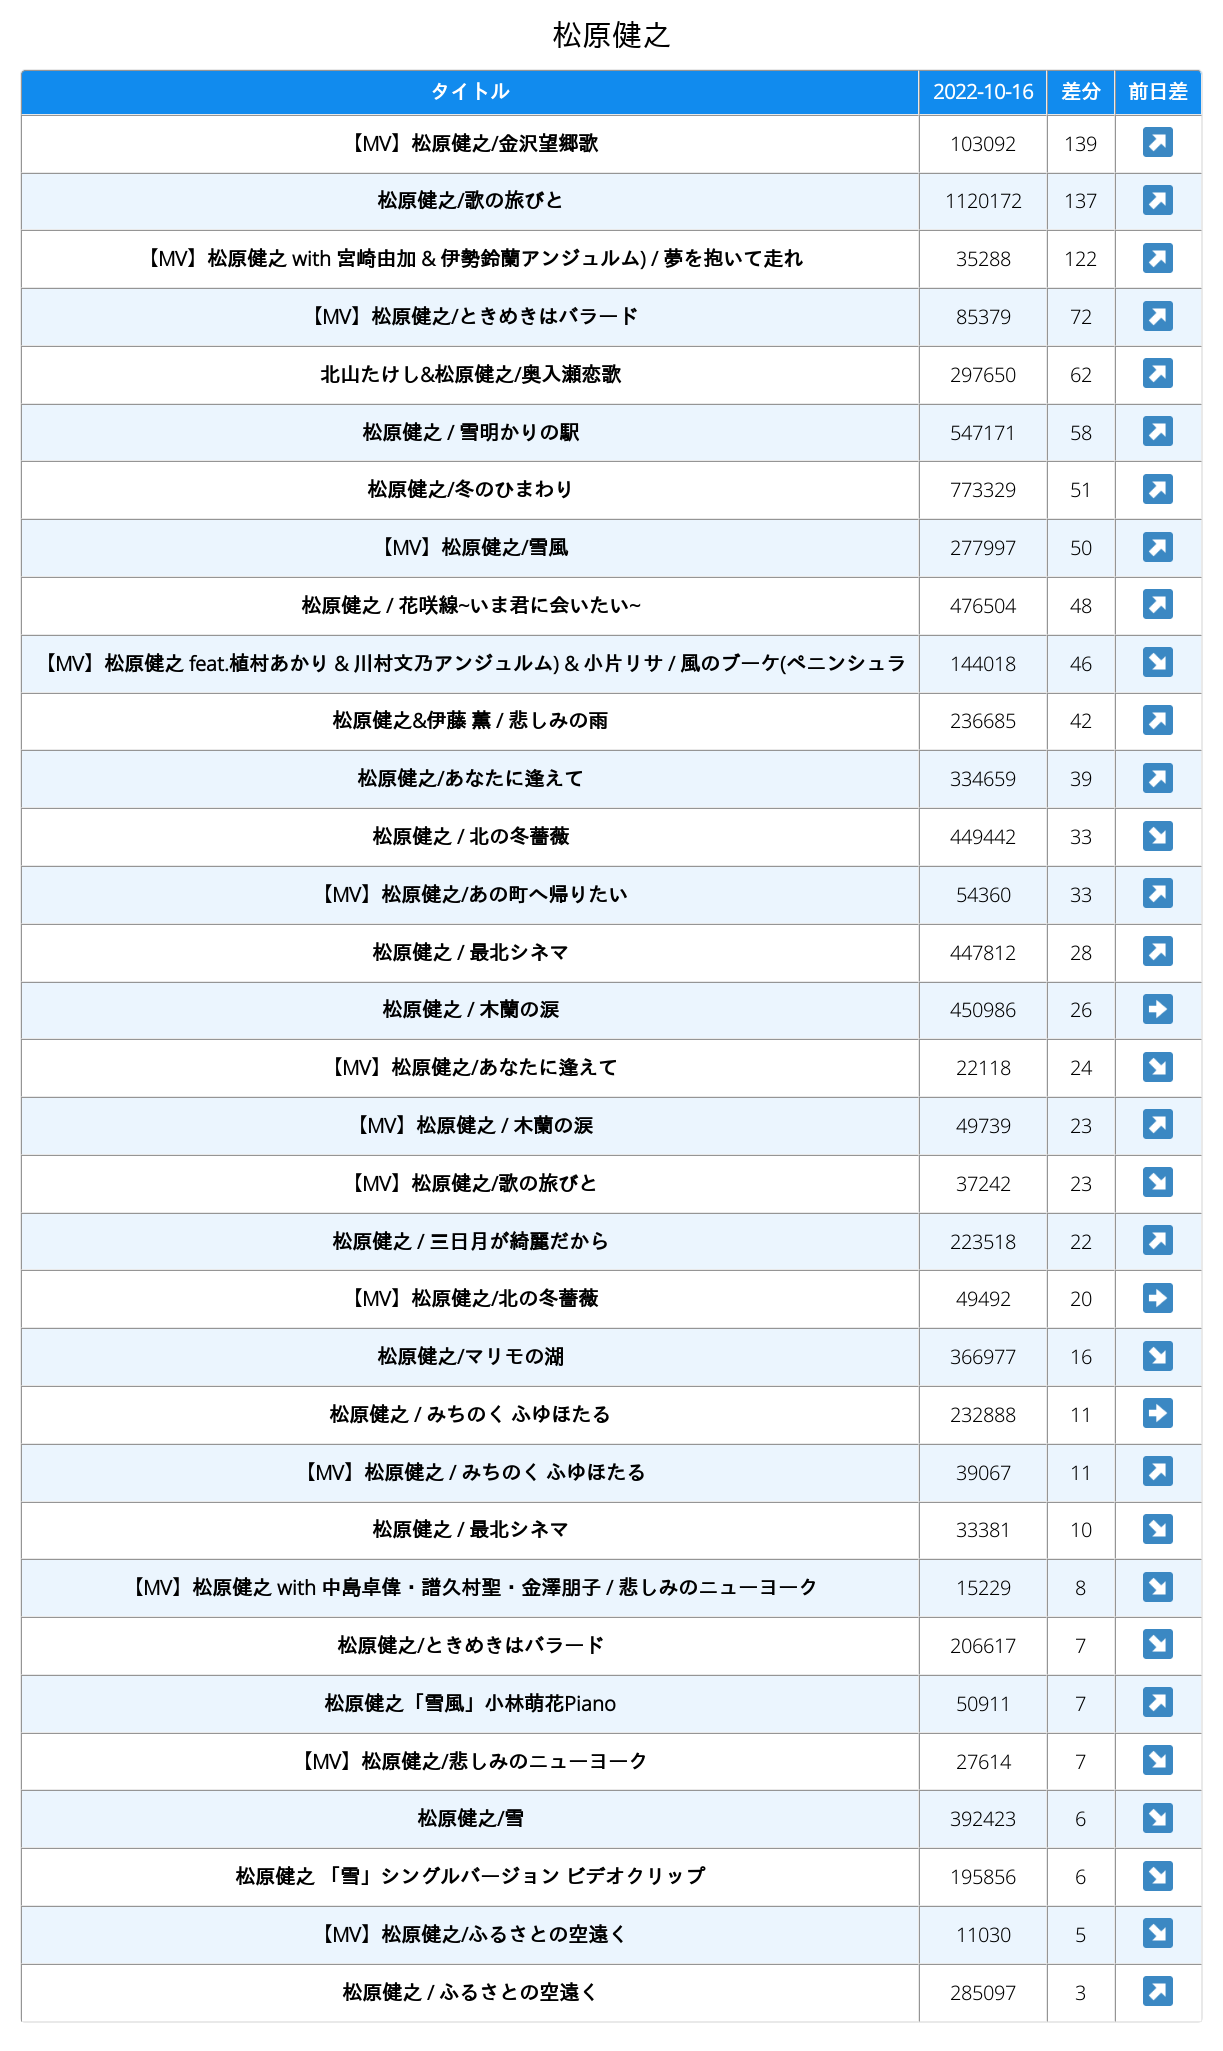 松原健之
タイトル 2022-10-16 差分 前日差
【MV】松原健之/金沢望郷歌 103092 139 ↗
松原健之/歌の旅びと 1120172 137 ↗
【MV】松原健之 with 宮崎由加 & 伊勢鈴蘭アンジュルム) / 夢を抱いて走れ 35288 122 ↗
【MV】松原健之/ときめきはバラード 85379 72 ↗
北山たけし&松原健之/奥入瀬恋歌 297650 62 ↗
松原健之 / 雪明かりの駅 547171 58 ↗
松原健之/冬のひまわり 773329 51 ↗
【MV】松原健之/雪風 277997 50 ↗
松原健之 / 花咲線~いま君に会いたい~ 476504 48 ↗
【MV】松原健之 feat.植村あかり & 川村文乃アンジュルム) & 小片リサ / 風のブーケ(ペニンシュラ 144018 46 ↘
松原健之&伊藤 薫 / 悲しみの雨 236685 42 ↗
松原健之/あなたに逢えて 334659 39 ↗
松原健之 / 北の冬薔薇 449442 33 ↘
【MV】松原健之/あの町へ帰りたい 54360 33 ↗
松原健之 / 最北シネマ 447812 28 ↗
松原健之 / 木蘭の涙 450986 26 ➡
【MV】松原健之/あなたに逢えて 22118 24 ↘
【MV】松原健之 / 木蘭の涙 49739 23 ↗
【MV】松原健之/歌の旅びと 37242 23 ↘
松原健之 / 三日月が綺麗だから 223518 22 ↗
【MV】松原健之/北の冬薔薇 49492 20 ➡
松原健之/マリモの湖 366977 16 ↘
松原健之 / みちのく ふゆほたる 232888 11 ➡
【MV】松原健之 / みちのく ふゆほたる 39067 11 ↗
松原健之 / 最北シネマ 33381 10 ↘
【MV】松原健之 with 中島卓偉・譜久村聖・金澤朋子 / 悲しみのニューヨーク 15229 8 ↘
松原健之/ときめきはバラード 206617 7 ↘
松原健之「雪風」小林萌花Piano 50911 7 ↗
【MV】松原健之/悲しみのニューヨーク 27614 7 ↘
松原健之/雪 392423 6 ↘
松原健之 「雪」シングルバージョン ビデオクリップ 195856 6 ↘
【MV】松原健之/ふるさとの空遠く 11030 5 ↘
松原健之 / ふるさとの空遠く 285097 3 ↗